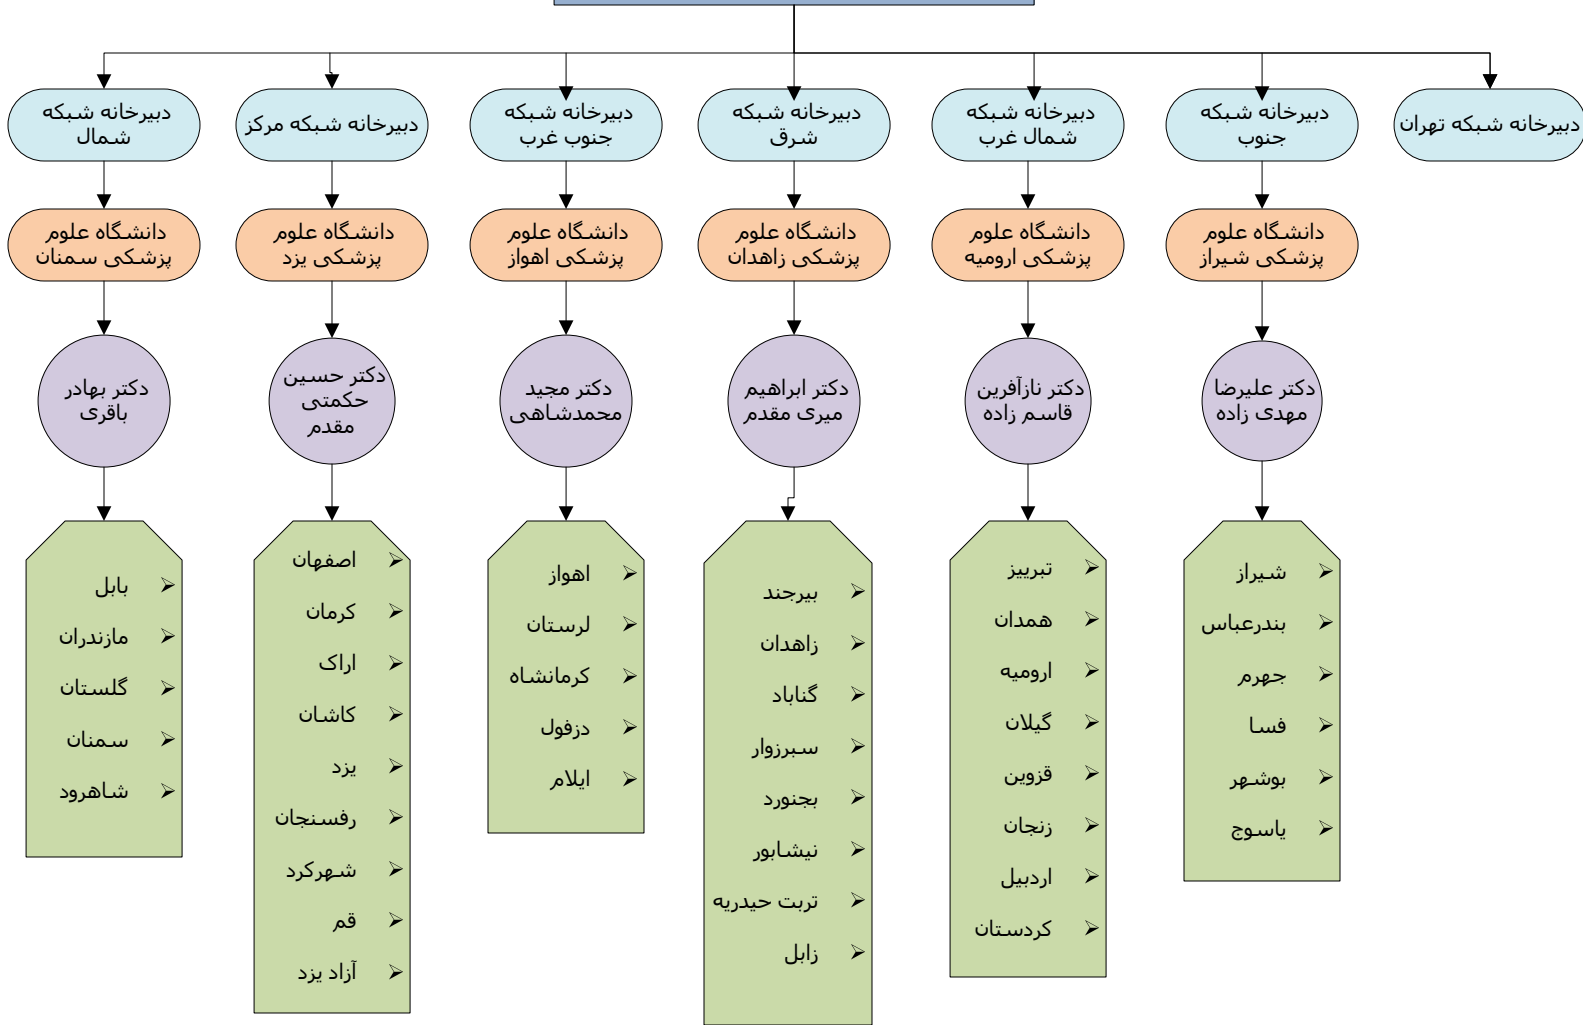 دبیرخانه شبکه تهران
دبیرخانه شبکه
جنوب
دانشگاه علوم
پزشکی شیراز
دکتر علیرضا
مهدی زاده
شیراز
بندرعباس
جهرم
فسا
بوشهر
یاسوج
دبیرخانه شبکه
شمال غرب
دانشگاه علوم
پزشکی ارومیه
دکتر نازآفرین
قاسم زاده
تبرییز
همدان
ارومیه
گیلان
قزوین
زنجان
اردبیل
کردستان
دبیرخانه شبکه
شرق
دانشگاه علوم
پزشکی زاهدان
دکتر ابراهیم
میری مقدم
بیرجند
زاهدان
گناباد
سبرزوار
بجنورد
نیشابور
تربت حیدریه
زابل
دبیرخانه شبکه
جنوب غرب
دانشگاه علوم
پزشکی اهواز
دکتر مجید
محمدشاهی
اهواز
لرستان
کرمانشاه
دزفول
ایلام
دبیرخانه شبکه مرکز
دانشگاه علوم
پزشکی یزد
دکتر حسین
حکمتی
مقدم
اصفهان
کرمان
اراک
کاشان
یزد
رفسنجان
شهرکرد
قم
آزاد یزد
دبیرخانه شبکه
شمال
دانشگاه علوم
پزشکی سمنان
دکتر بهادر
باقری
بابل
مازندران
گلستان
سمنان
شاهرود